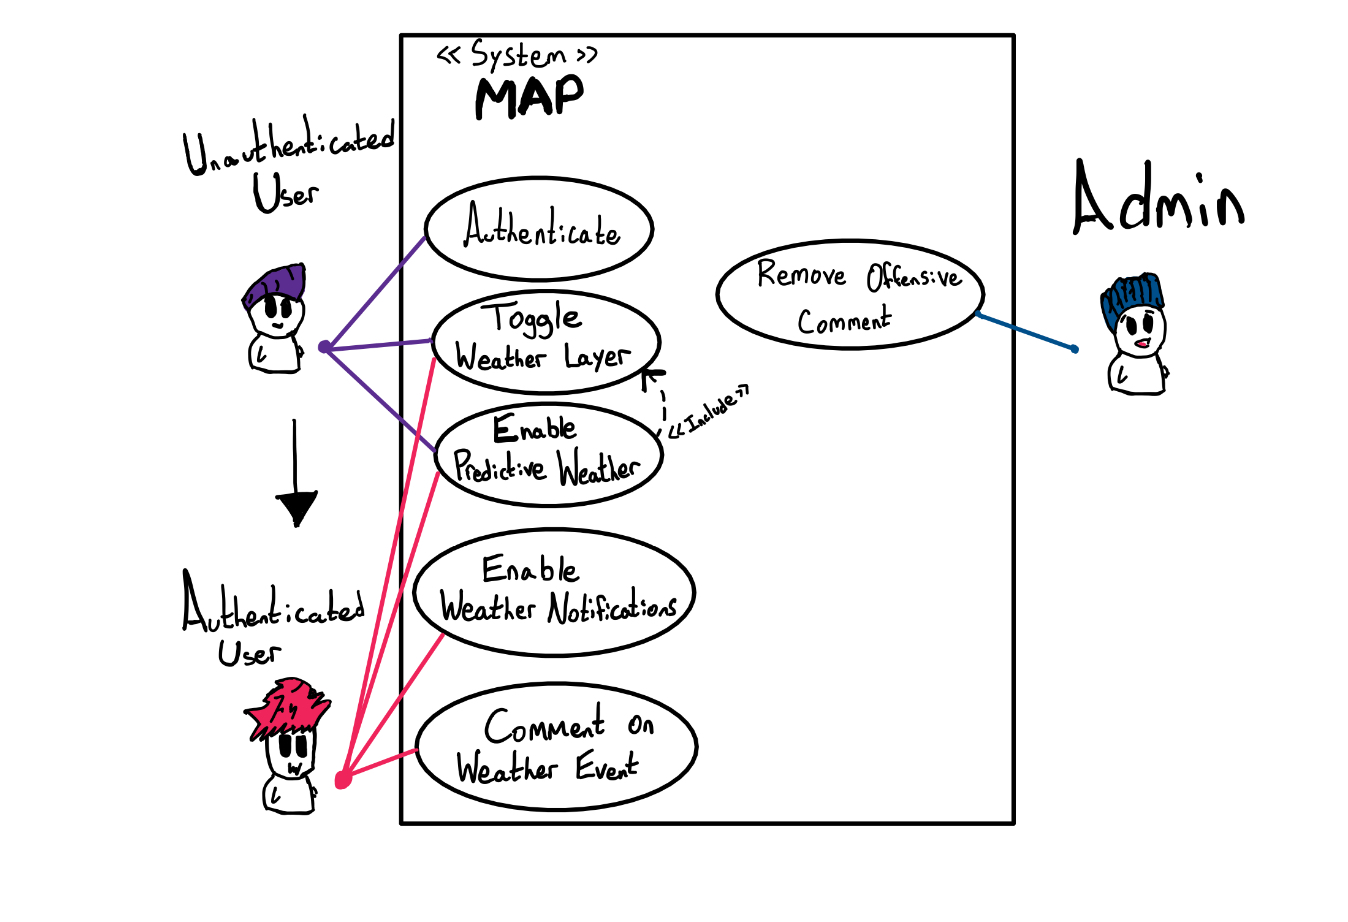 << System >>
MAP
Unauthenticated
User
Authenticate
Toggle
Weather Layer
Enable
Predictive Weather
<<Include>>
Enable
Weather Notifications
Comment on
Weather Event
Authenticated
User
Remove Offensive
Comment
Admin